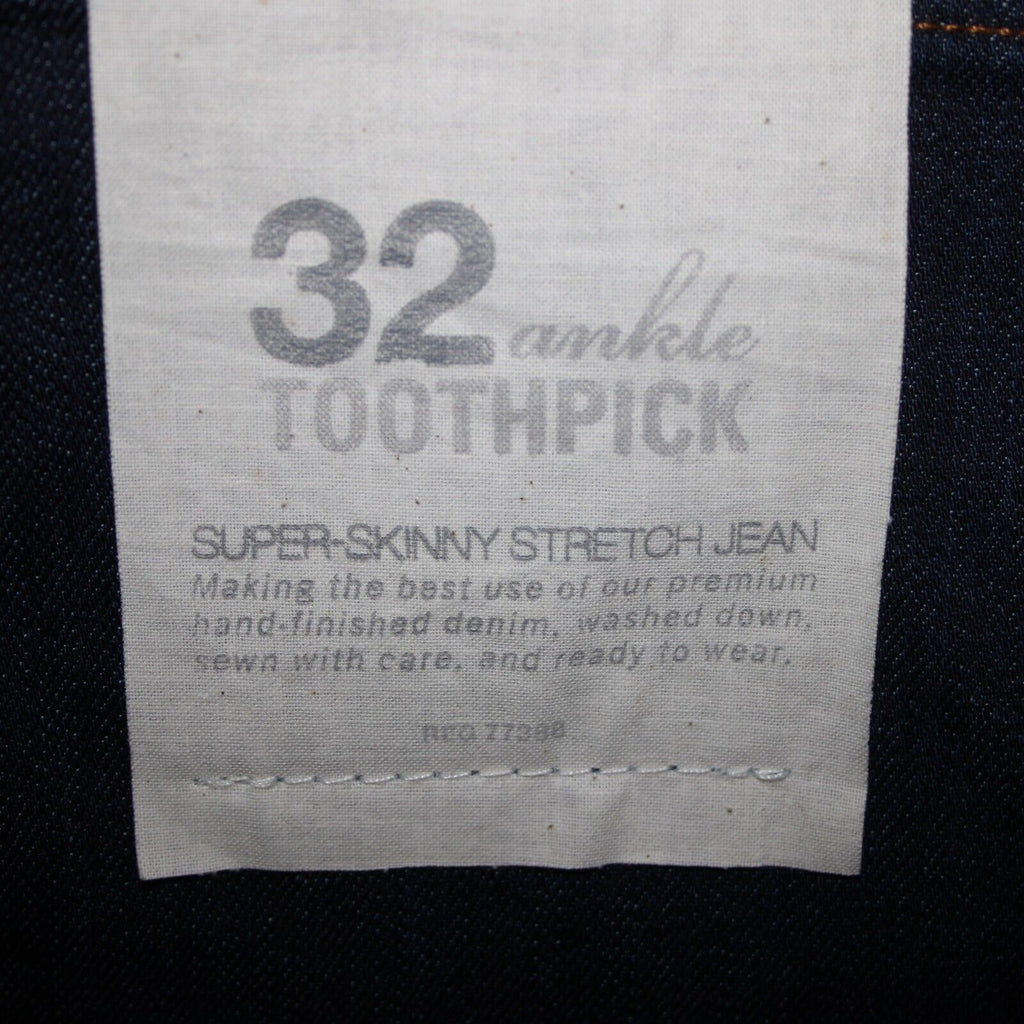 32 ankle
TOOTHPICK
SUPER-SKINNY STRETCH JEAN
Making the best use of our premium
hand-finished denim, washed down,
sewn with care, and ready to wear.